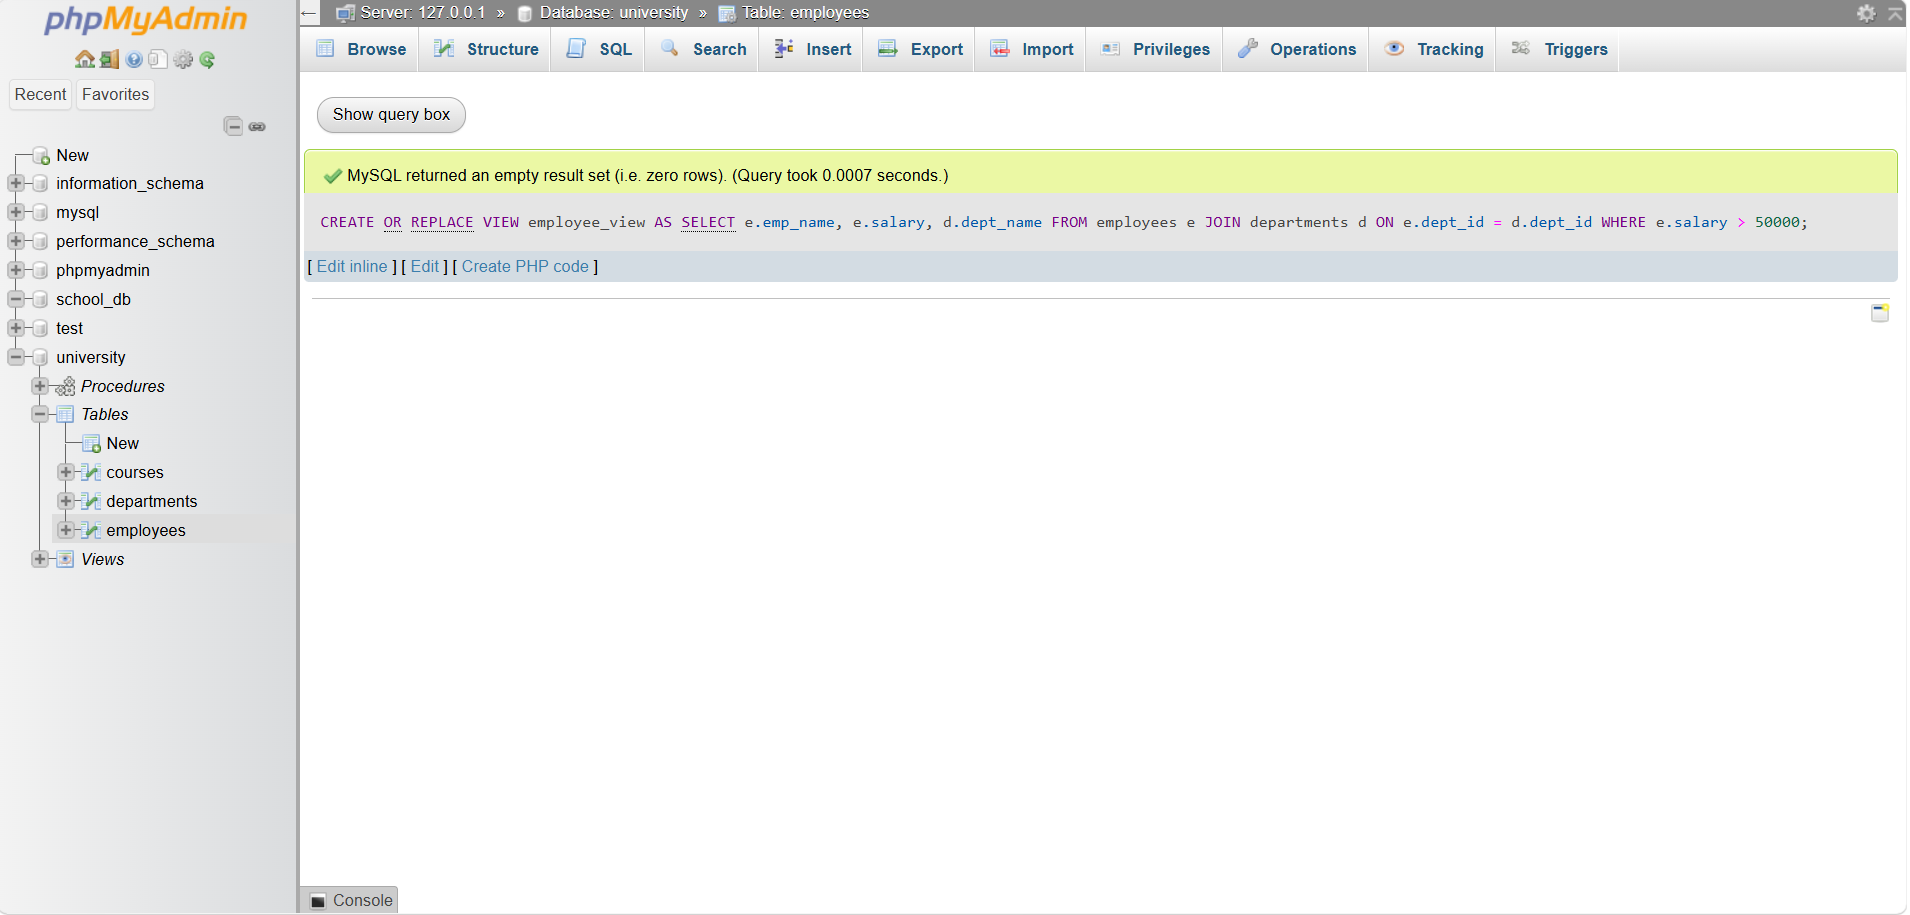 phpMyAdmin
Recent
Favorites
New
information_schema
mysql
performance_schema
phpmyadmin
school_db
test
university
Procedures
Tables
New
courses
departments
employees
Views
← Server: 127.0.0.1 » Database: university » Table: employees
Browse Structure SQL Search Insert Export Import Privileges Operations Tracking Triggers
Show query box
MySQL returned an empty result set (i.e. zero rows). (Query took 0.0007 seconds.)
CREATE OR REPLACE VIEW employee_view AS SELECT e.emp_name, e.salary, d.dept_name FROM employees e JOIN departments d ON e.dept_id = d.dept_id WHERE e.salary > 50000;
[ Edit inline ] [ Edit ] [ Create PHP code ]
Console